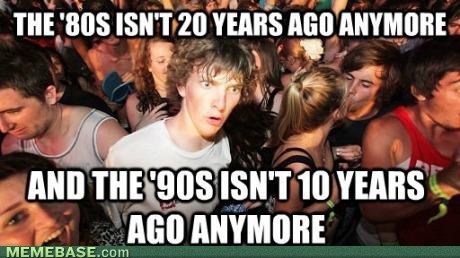 THE '80S ISN'T 20 YEARS AGO ANYMORE
AND THE '90S ISN'T 10 YEARS
AGO ANYMORE
MEMEBASE.com